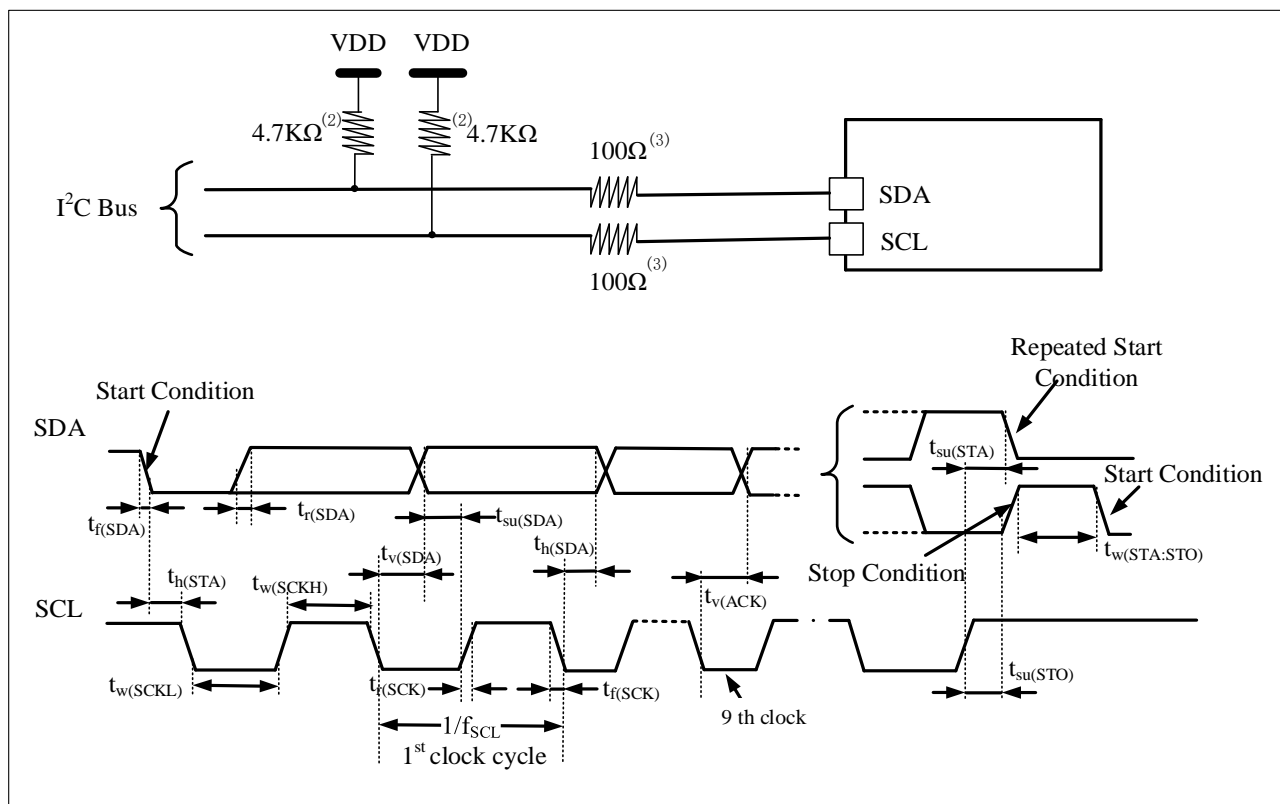 VDD VDD
4.7KΩ(2) (2)4.7KΩ
100Ω(3)
I2C Bus
SDA
SCL
100Ω(3)
Repeated Start
Condition
Start Condition
SDA
tsu(STA)
Start Condition
tf(SDA)
tr(SDA)
tsu(SDA)
tv(SDA)
th(SDA)
tw(STA:STO)
Stop Condition
th(STA)
tw(SCKH)
tv(ACK)
SCL
tw(SCKL)
tr(SCK)
tf(SCK)
tsu(STO)
9 th clock
1/fSCL
1st clock cycle